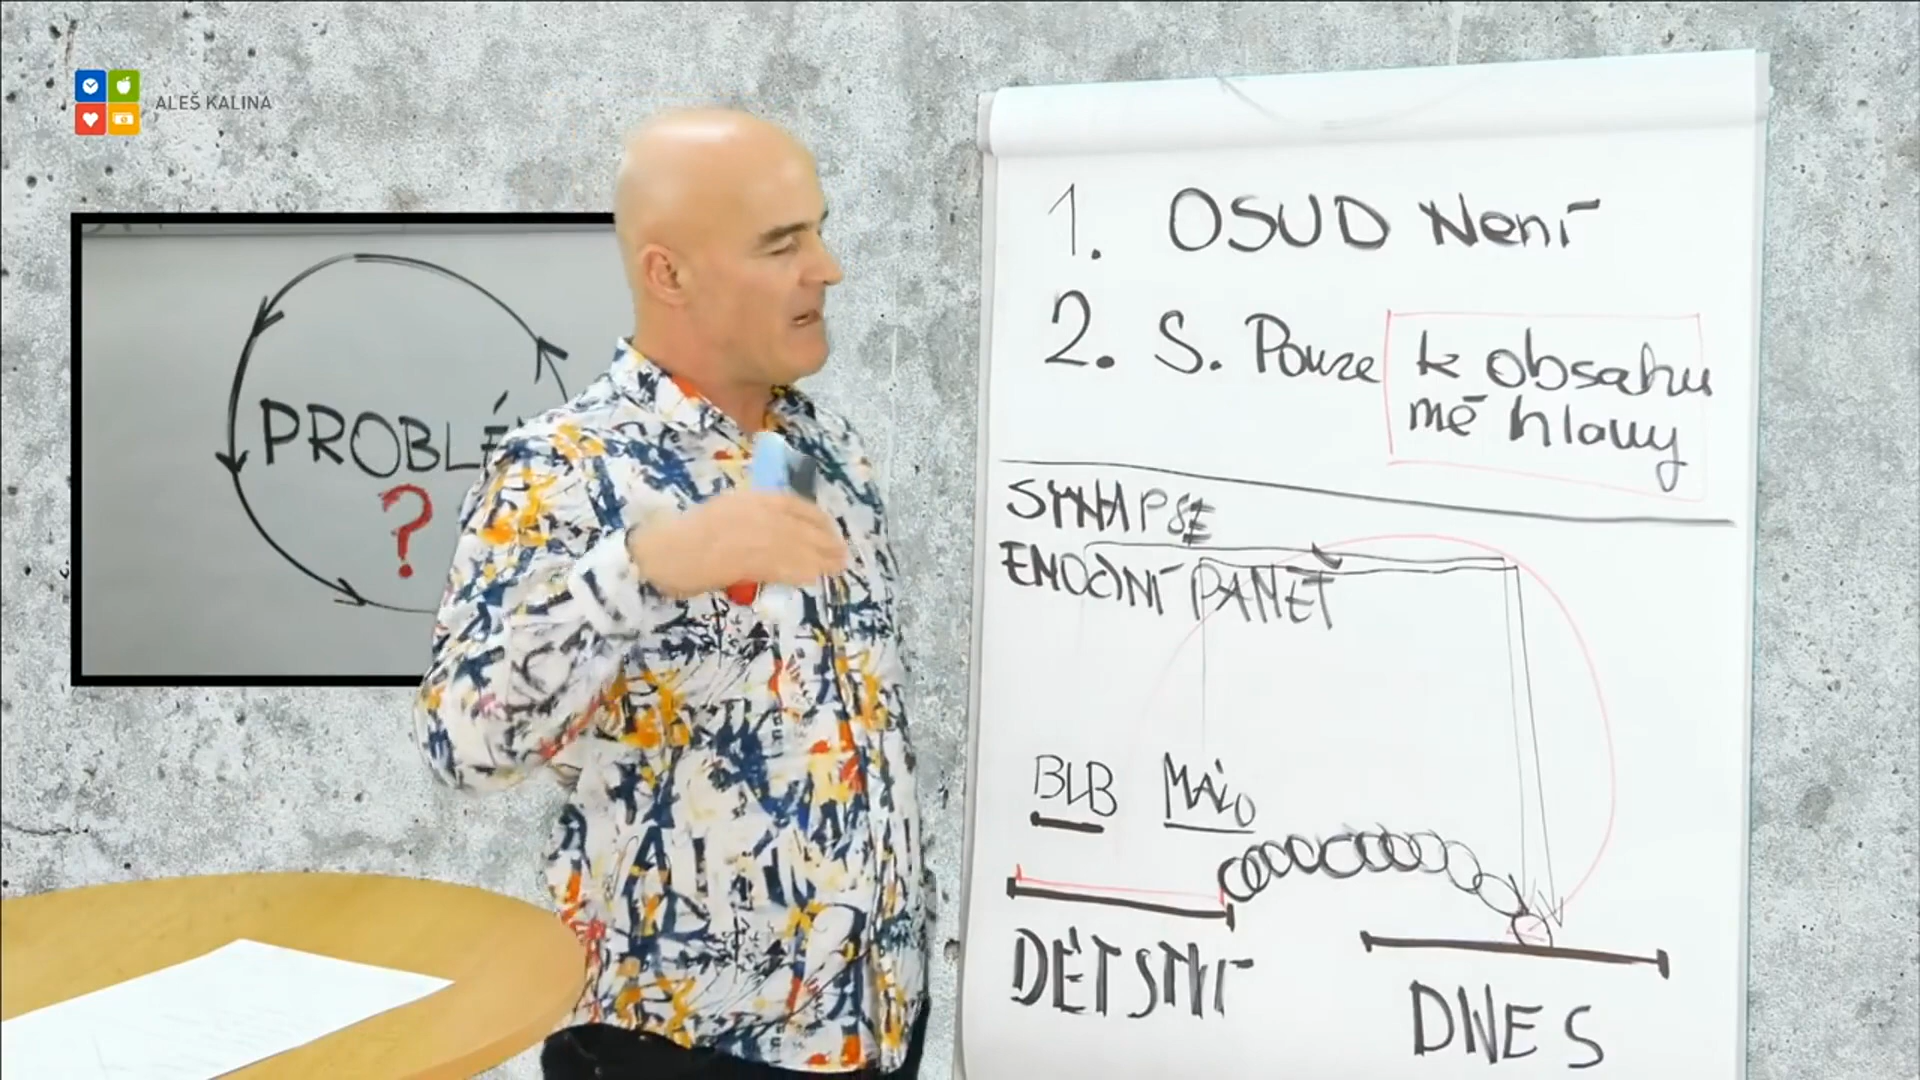 ALEŠ KALINA
PROBLÉ
?
1. OSUD Není
2. S. Pouze k obsahu
mé hlavy
SYNAPSE
EMOČNÍ PAMĚŤ
BLB MÁLO
DĚTSTVÍ
DNES